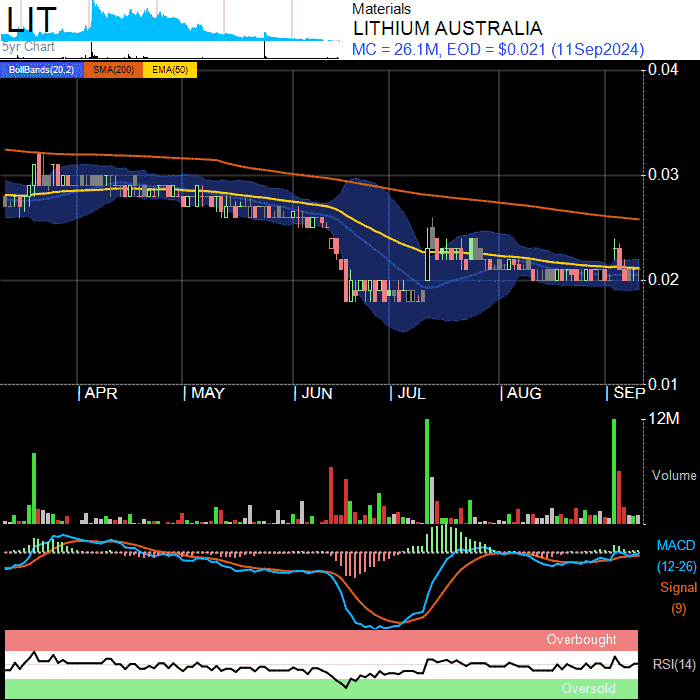 LIT
5yr Chart
Materials
LITHIUM AUSTRALIA
MC = 26.1M, EOD = $0.021 (11Sep2024)
BollBands(20,2) SMA(200) EMA(50)
0.04
0.03
0.02
0.01
APR MAY JUN JUL AUG SEP
12M
Volume
MACD
(12-26)
Signal
(9)
Overbought
RSI(14)
Oversold